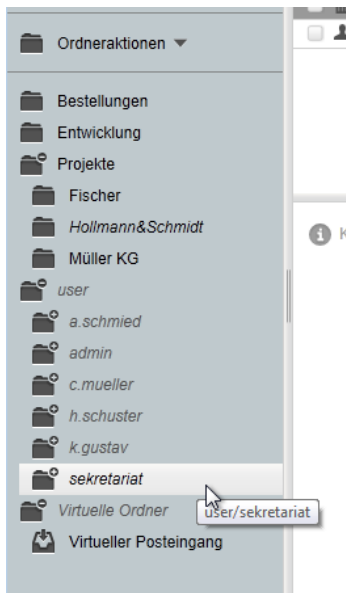 Ordneraktionen
Bestellungen
Entwicklung
Projekte
Fischer
Hollmann&Schmidt
Müller KG
user
a.schmied
admin
c.mueller
h.schuster
k.gustav
sekretariat
Virtuelle Ordner
user/sekretariat
Virtueller Posteingang
K